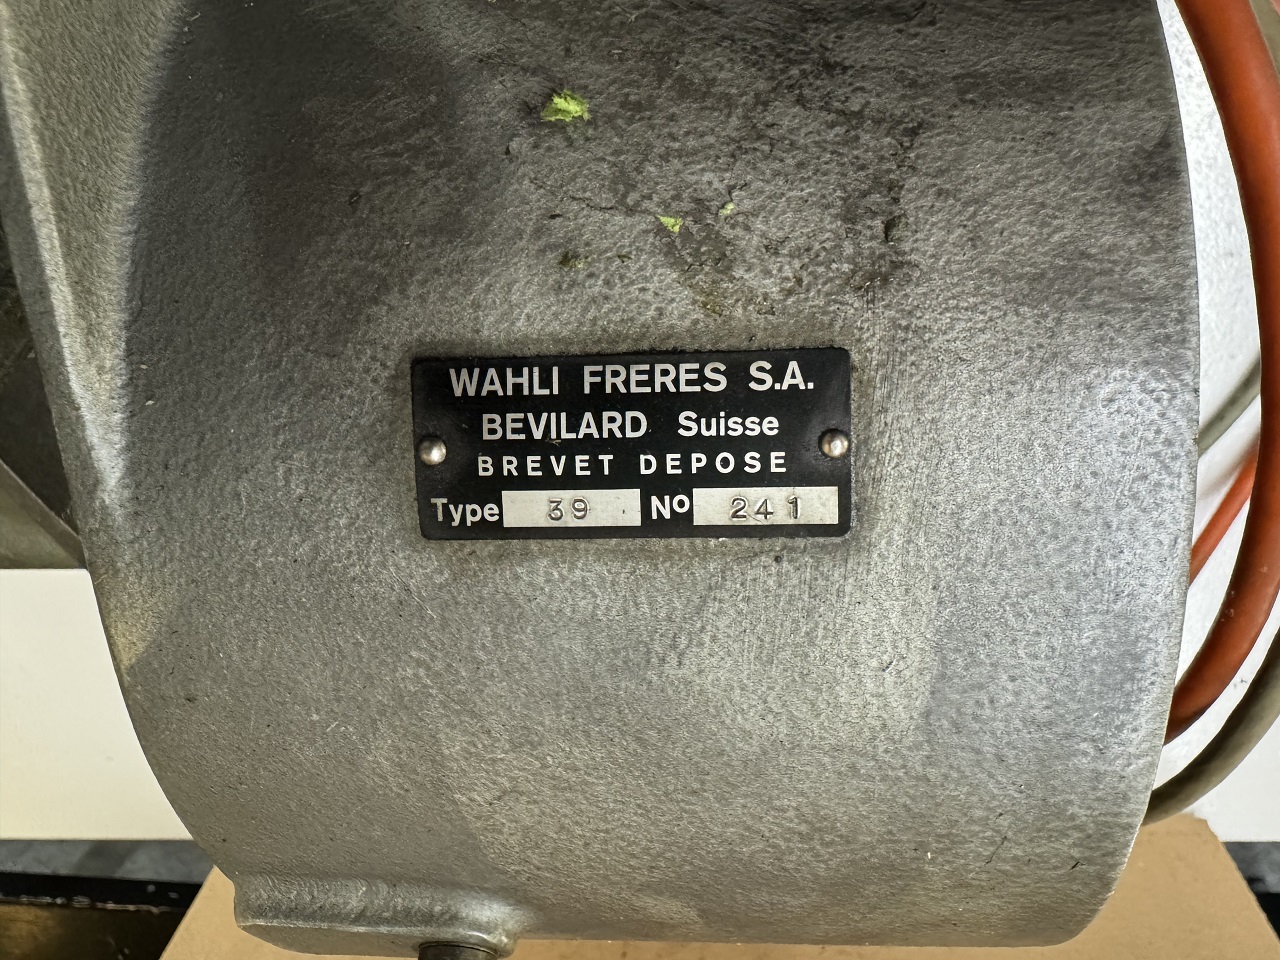 WAHLI FRERES S.A.
BEVILARD Suisse
BREVET DEPOSE
Type 39 No 241